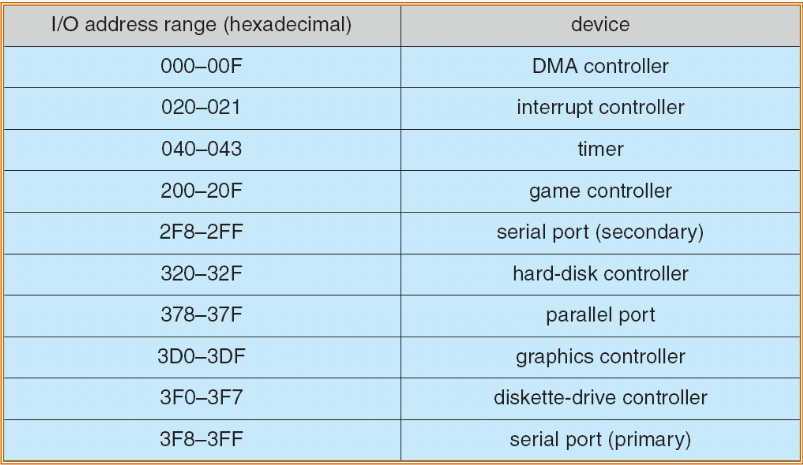 I/O address range (hexadecimal) device
000–00F DMA controller
020–021 interrupt controller
040–043 timer
200–20F game controller
2F8–2FF serial port (secondary)
320–32F hard-disk controller
378–37F parallel port
3D0–3DF graphics controller
3F0–3F7 diskette-drive controller
3F8–3FF serial port (primary)